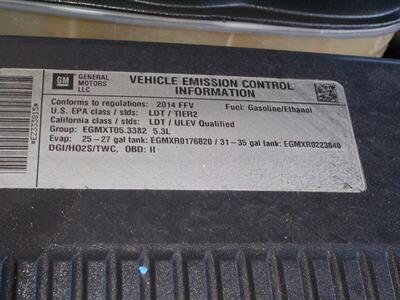 GM GENERAL MOTORS LLC
VEHICLE EMISSION CONTROL INFORMATION
Conforms to regulations: 2014 FFV Fuel: Gasoline/Ethanol
U.S. EPA class / stds: LDT / TIER2
California class / stds: LDT / ULEV Qualified
Group: EGMXT05.3382 5.3L
Evap: 25-27 gal tank: EGMXR0176820 / 31-35 gal tank: EGMXR0223840
DGI/HO2S/TWC, OBD: II
*EZ333815*